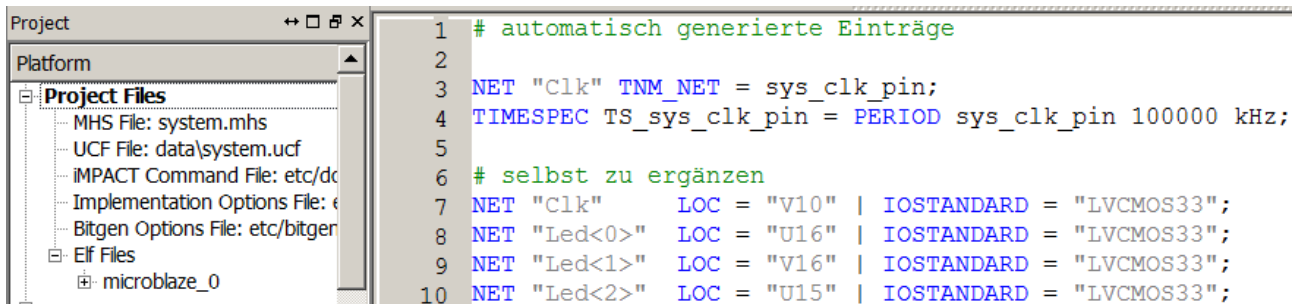 Project
Platform
Project Files
MHS File: system.mhs
UCF File: data\system.ucf
iMPACT Command File: etc/do
Implementation Options File:
Bitgen Options File: etc/bitgen
Elf Files
microblaze_0
1 # automatisch generierte Einträge
2
3 NET "Clk" TNM_NET = sys_clk_pin;
4 TIMESPEC TS_sys_clk_pin = PERIOD sys_clk_pin 100000 kHz;
5
6 # selbst zu ergänzen
7 NET "Clk" LOC = "V10" | IOSTANDARD = "LVCMOS33";
8 NET "Led<0>" LOC = "U16" | IOSTANDARD = "LVCMOS33";
9 NET "Led<1>" LOC = "V16" | IOSTANDARD = "LVCMOS33";
10 NET "Led<2>" LOC = "U15" | IOSTANDARD = "LVCMOS33";